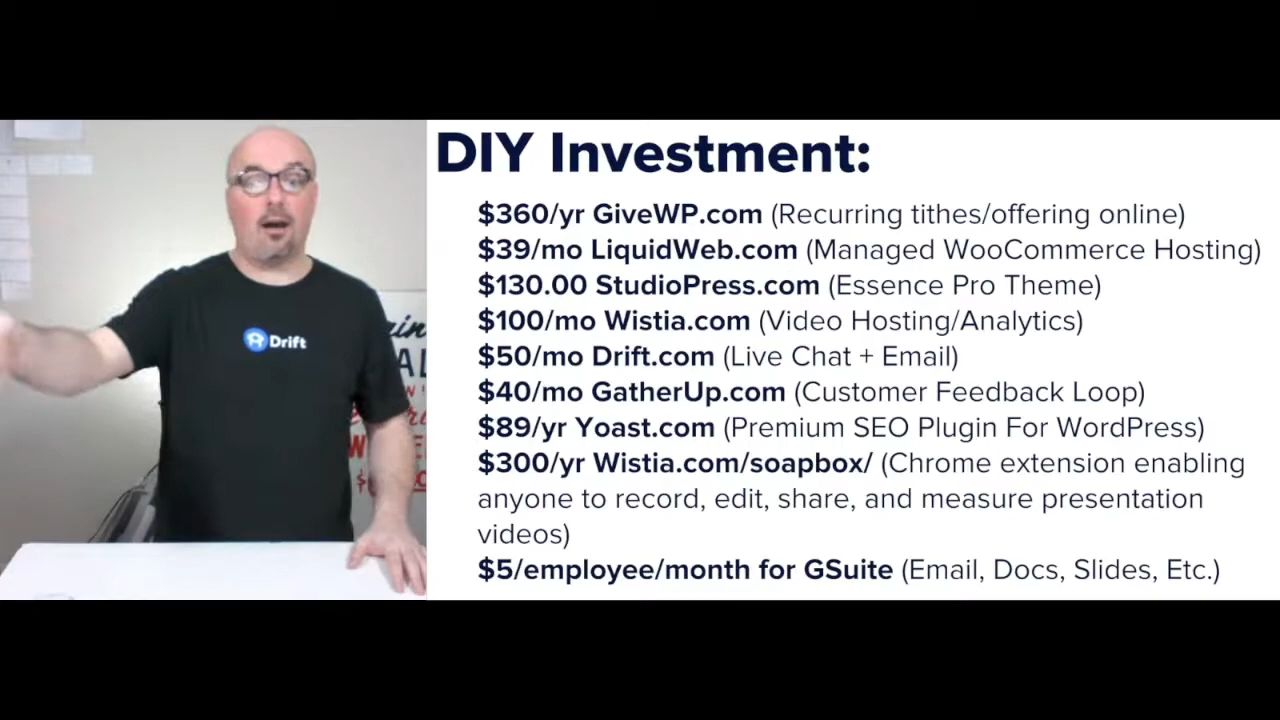 DIY Investment:
$360/yr GiveWP.com (Recurring tithes/offering online)
$39/mo LiquidWeb.com (Managed WooCommerce Hosting)
$130.00 StudioPress.com (Essence Pro Theme)
$100/mo Wistia.com (Video Hosting/Analytics)
$50/mo Drift.com (Live Chat + Email)
$40/mo GatherUp.com (Customer Feedback Loop)
$89/yr Yoast.com (Premium SEO Plugin For WordPress)
$300/yr Wistia.com/soapbox/ (Chrome extension enabling
anyone to record, edit, share, and measure presentation
videos)
$5/employee/month for GSuite (Email, Docs, Slides, Etc.)
Drift